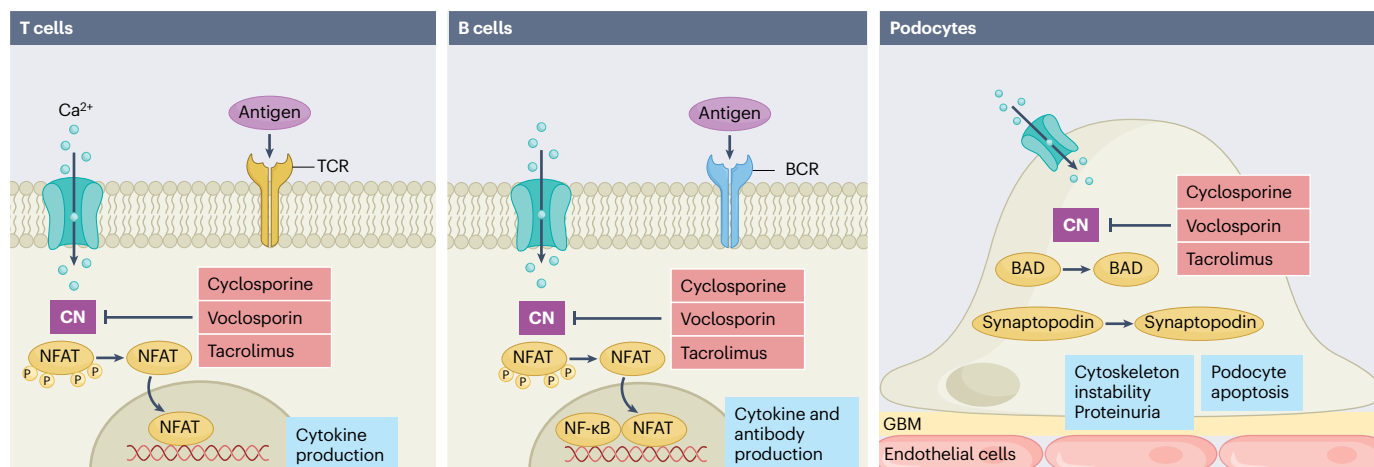 T cells
Ca²⁺
Antigen
TCR
CN
Cyclosporine
Voclosporin
Tacrolimus
NFAT
P
P
P
P
NFAT
NFAT
Cytokine
production
B cells
Antigen
BCR
CN
Cyclosporine
Voclosporin
Tacrolimus
NFAT
P
P
P
P
NFAT
NF-κB
NFAT
Cytokine and
antibody
production
Podocytes
CN
Cyclosporine
Voclosporin
Tacrolimus
BAD
BAD
Synaptopodin
Synaptopodin
Cytoskeleton
instability
Proteinuria
Podocyte
apoptosis
GBM
Endothelial cells